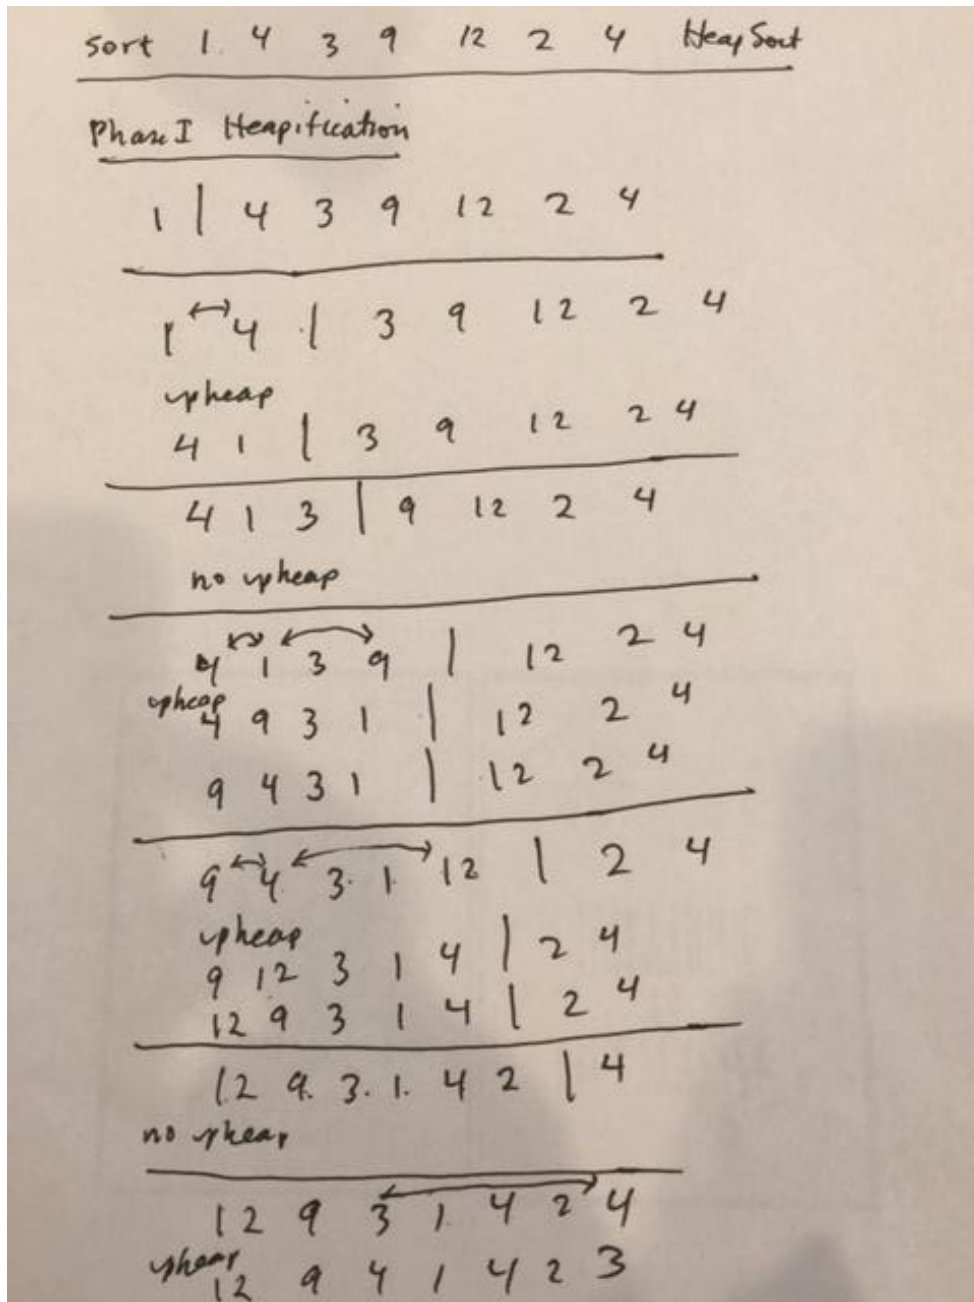 Sort 1 4 3 9 12 2 4 Heap Sort
Phase I Heapification
1 | 4 3 9 12 2 4
1 ↔ 4 | 3 9 12 2 4
upheap
4 1 | 3 9 12 2 4
4 1 3 | 9 12 2 4
no upheap
4 1 3 9 | 12 2 4
upheap
4 9 3 1 | 12 2 4
9 4 3 1 | 12 2 4
9 4 3 1 12 | 2 4
upheap
9 12 3 1 4 | 2 4
12 9 3 1 4 | 2 4
12 9 3 1 4 2 | 4
no upheap
12 9 3 1 4 2 4
upheap
12 9 4 1 4 2 3